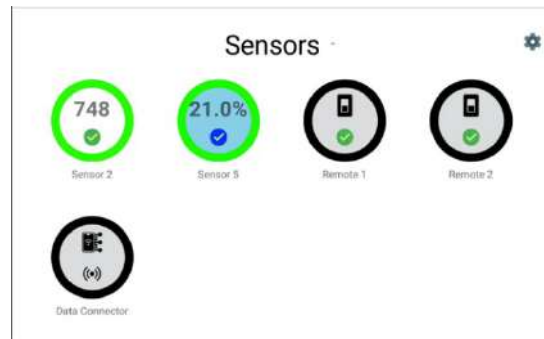 Sensors
748
21.0%
Sensor 2
Sensor 5
Remote 1
Remote 2
Data Connector